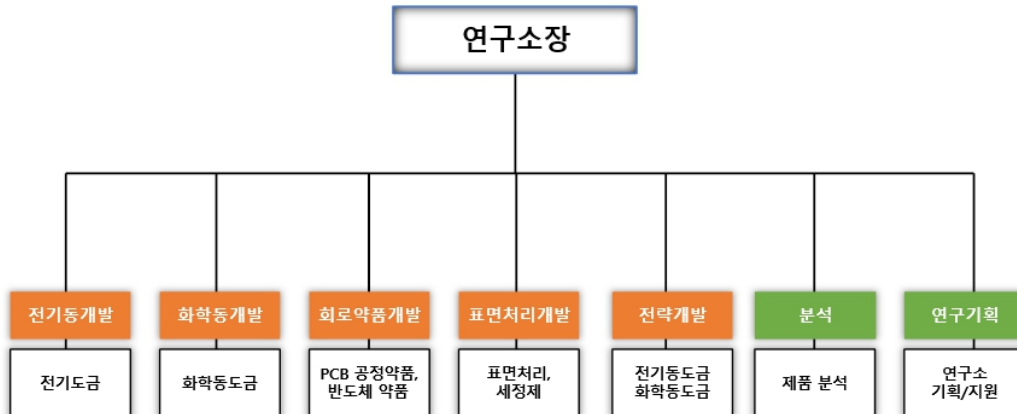 연구소장
전기동개발
화학동개발
회로약품개발
표면처리개발
전략개발
분석
연구기획
전기도금
화학동도금
PCB 공정약품,
반도체 약품
표면처리,
세정제
전기동도금
화학동도금
제품 분석
연구소
기획/지원